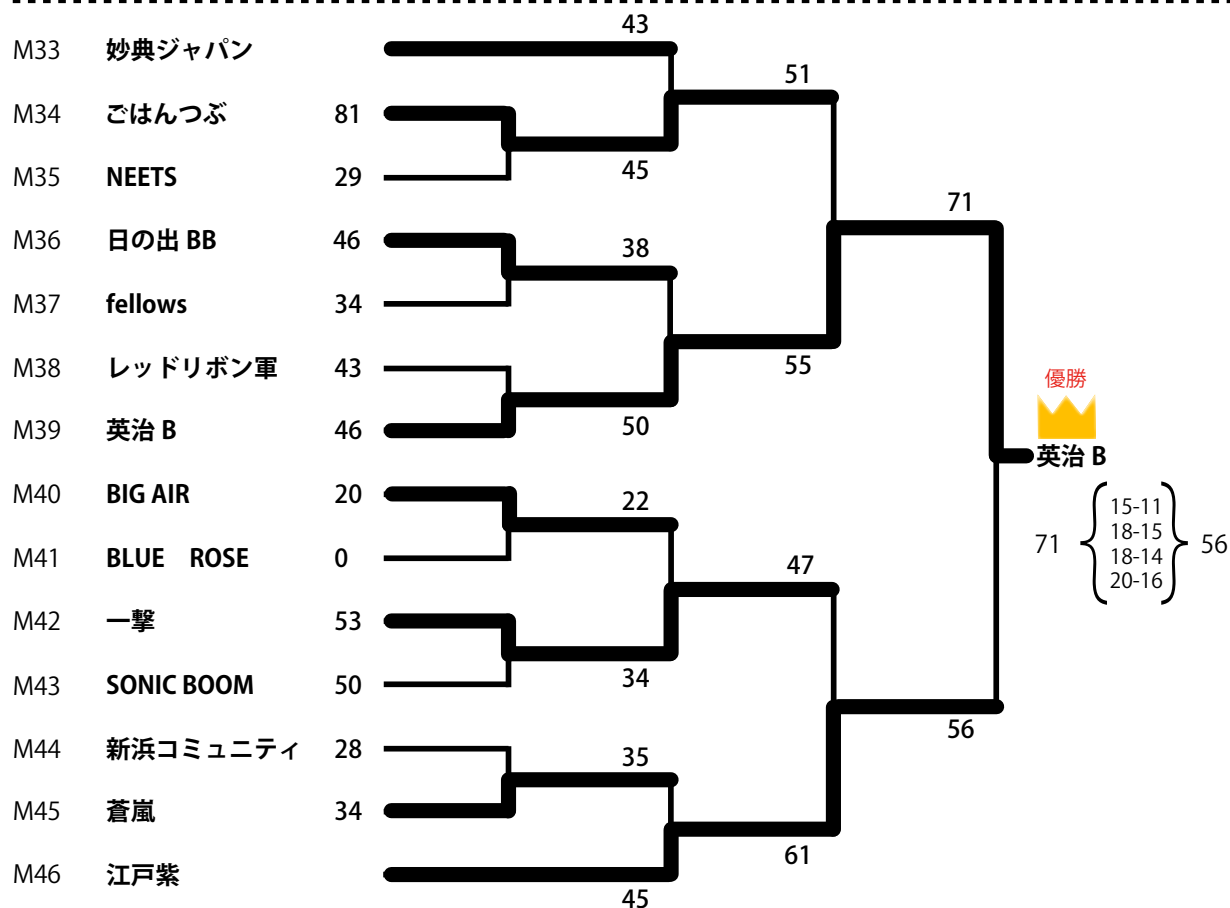 43
M33 妙典ジャパン
51
M34 ごはんつぶ 81
45
M35 NEETS 29
71
M36 日の出 BB 46
38
M37 fellows 34
55
M38 レッドリボン軍 43
優勝
50
M39 英治 B 46
英治 B
M40 BIG AIR 20
22
15-11
18-15
71 { } 56
18-14
20-16
M41 BLUE ROSE 0
47
M42 一撃 53
34
M43 SONIC BOOM 50
56
M44 新浜コミュニティ 28
35
M45 蒼嵐 34
61
M46 江戸紫
45